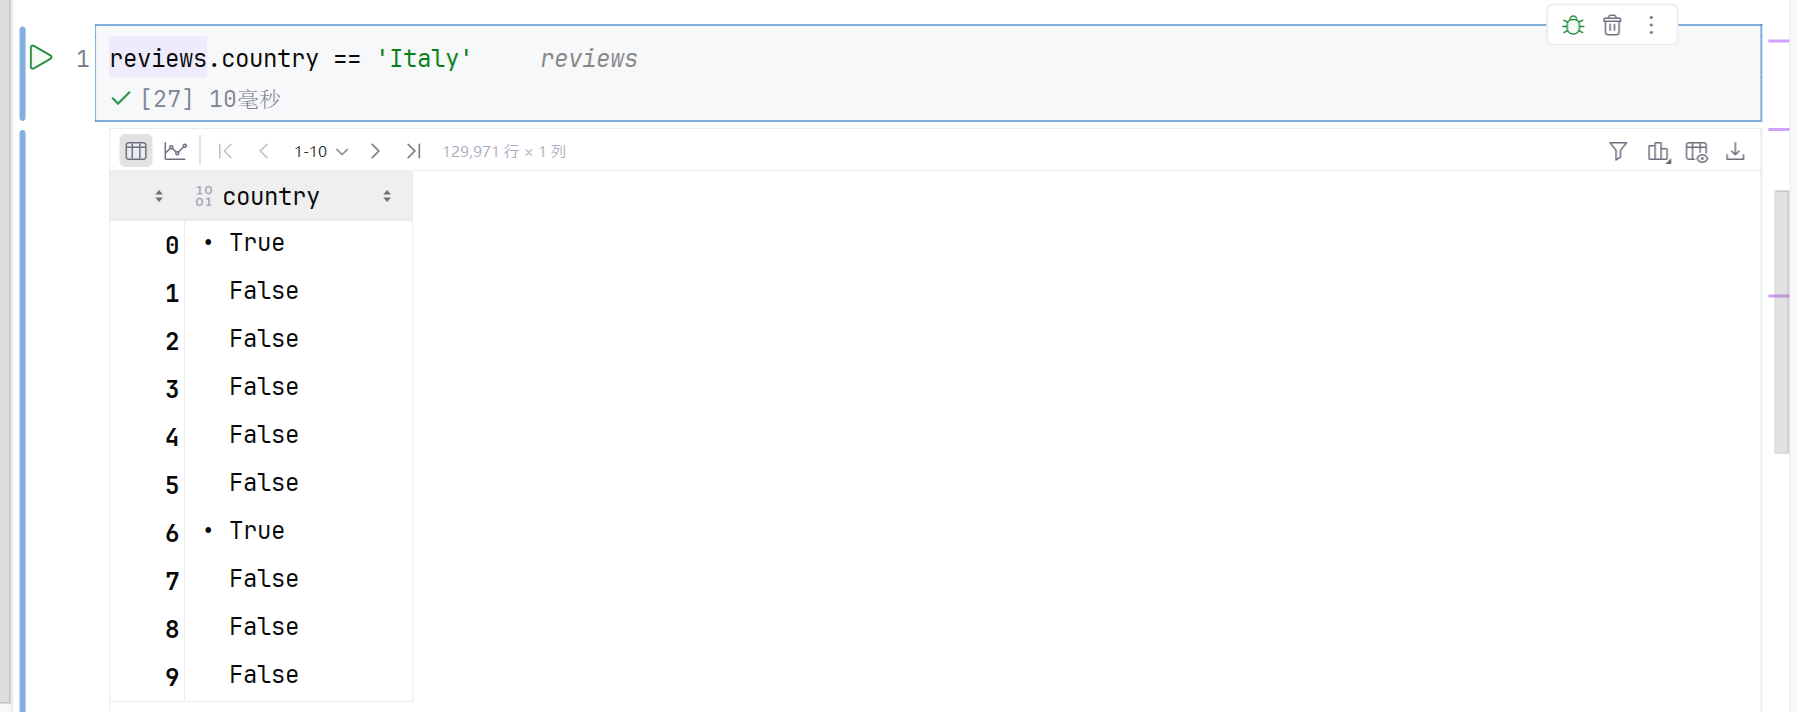 1 reviews.country == 'Italy' reviews
[27] 10毫秒
1-10 129,971 行 × 1 列
10 01 country
0 • True
1 False
2 False
3 False
4 False
5 False
6 • True
7 False
8 False
9 False